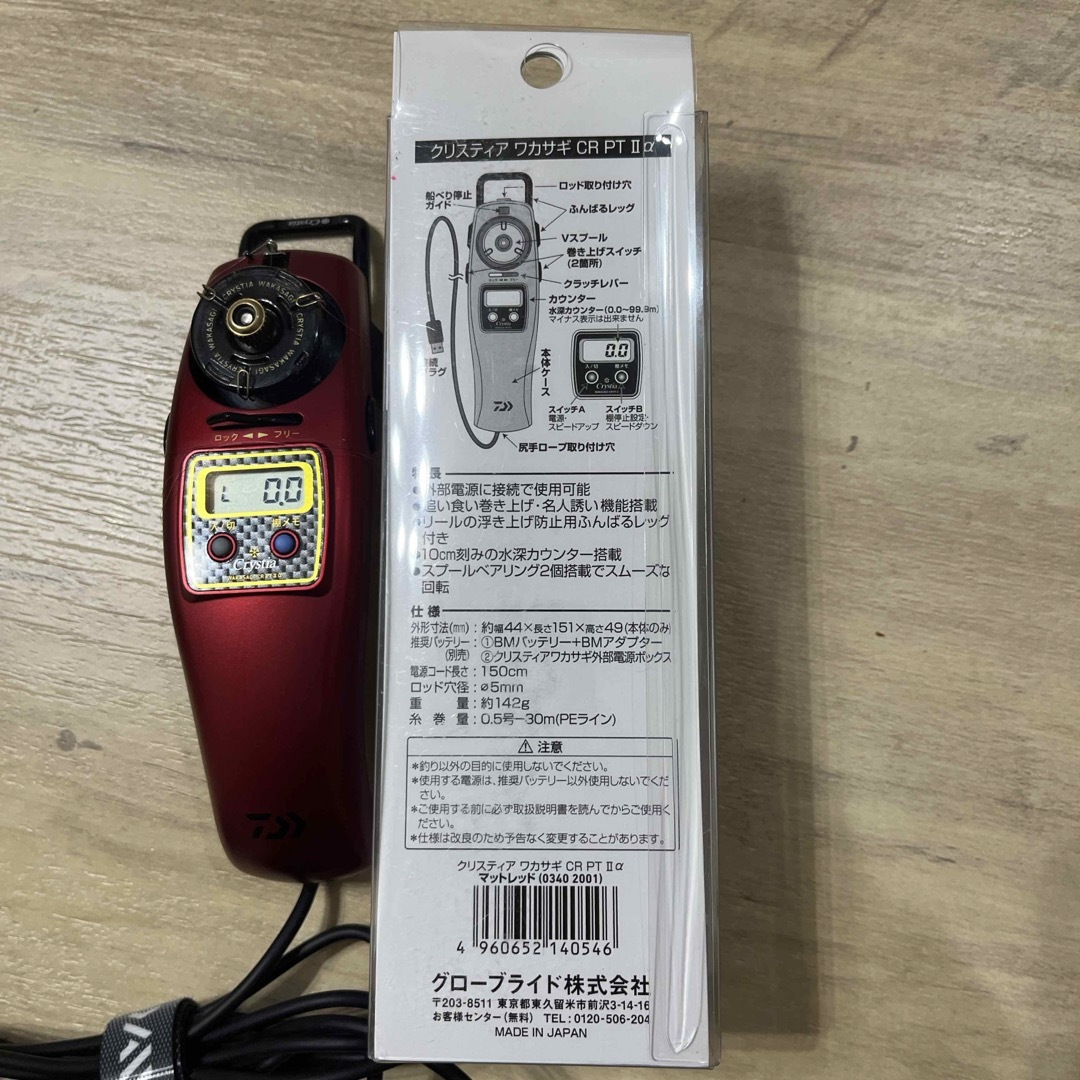 クリスティア ワカサギ CR PT Ⅱα
ロッド取り付け穴
船べり停止
ガイド
ふんばるレッグ
Vスプール
巻き上げスイッチ
(2箇所)
ロック フリー
クラッチレバー
カウンター
水深カウンター(0.0〜99.9m)
マイナス表示は出来ません
0.0
入/切 棚メモ
Crystia
本体ケース
スイッチA
電源・
スピードアップ
スイッチB
棚停止設定・
スピードダウン
尻手ロープ取り付け穴
特長
●外部電源に接続で使用可能
●追い食い巻き上げ・名人誘い機能搭載
●リールの浮き上げ防止用ふんばるレッグ
付き
●10cm刻みの水深カウンター搭載
●スプールベアリング2個搭載でスムーズな
回転
仕様
外形寸法(mm):約幅44×長さ151×高さ49(本体のみ)
推奨バッテリー:①BMバッテリー+BMアダプター
(別売) ②クリスティアワカサギ外部電源ボックス
電源コード長さ:150cm
ロッド穴径:ø5mm
重 量:約142g
糸巻量:0.5号-30m(PEライン)
⚠ 注意
*釣り以外の目的に使用しないでください。
*使用する電源は、推奨バッテリー以外使用しないでくだ
さい。
*ご使用する前に必ず取扱説明書を読んでからご使用く
ださい。
*仕様は改良のため予告なく変更することがあります。
クリスティア ワカサギ CR PT Ⅱα
マットレッド(0340 2001)
4 960652 140546
グローブライド株式会社
〒203-8511 東京都東久留米市前沢3-14-16
お客様センター(無料) TEL:0120-506-204
MADE IN JAPAN
Crystia
CRYSTIA WAKASAGI CRYSTIA WAKASAGI CRYSTIA WAKASAGI
ロック ◀ ▶ フリー
L 0.0
入/切 棚メモ
Crystia
WAKASAGI CR PT Ⅱα